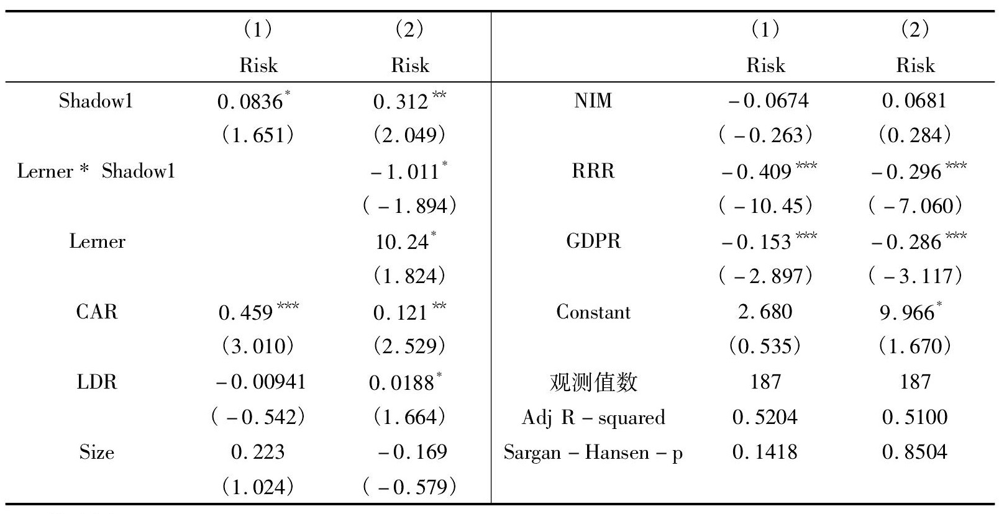 (1) (2) (1) (2)
Risk Risk Risk Risk
Shadow1 0.0836* 0.312** NIM -0.0674 0.0681
(1.651) (2.049) (-0.263) (0.284)
Lerner* Shadow1 -1.011* RRR -0.409*** -0.296***
(-1.894) (-10.45) (-7.060)
Lerner 10.24* GDPR -0.153*** -0.286***
(1.824) (-2.897) (-3.117)
CAR 0.459*** 0.121** Constant 2.680 9.966*
(3.010) (2.529) (0.535) (1.670)
LDR -0.00941 0.0188* 观测值数 187 187
(-0.542) (1.664) Adj R-squared 0.5204 0.5100
Size 0.223 -0.169 Sargan-Hansen-p 0.1418 0.8504
(1.024) (-0.579)